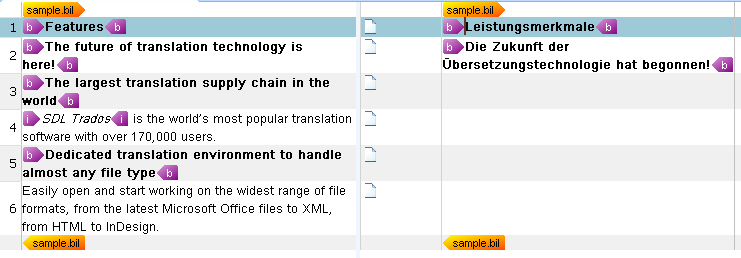 sample.bil
sample.bil
1 b Features b
b Leistungsmerkmale b
2 b The future of translation technology is
here! b
b Die Zukunft der
Übersetzungstechnologie hat begonnen! b
3 b The largest translation supply chain in the
world b
4 i SDL Trados i is the world's most popular translation
software with over 170,000 users.
5 b Dedicated translation environment to handle
almost any file type b
6 Easily open and start working on the widest range of file
formats, from the latest Microsoft Office files to XML,
from HTML to InDesign.
sample.bil
sample.bil